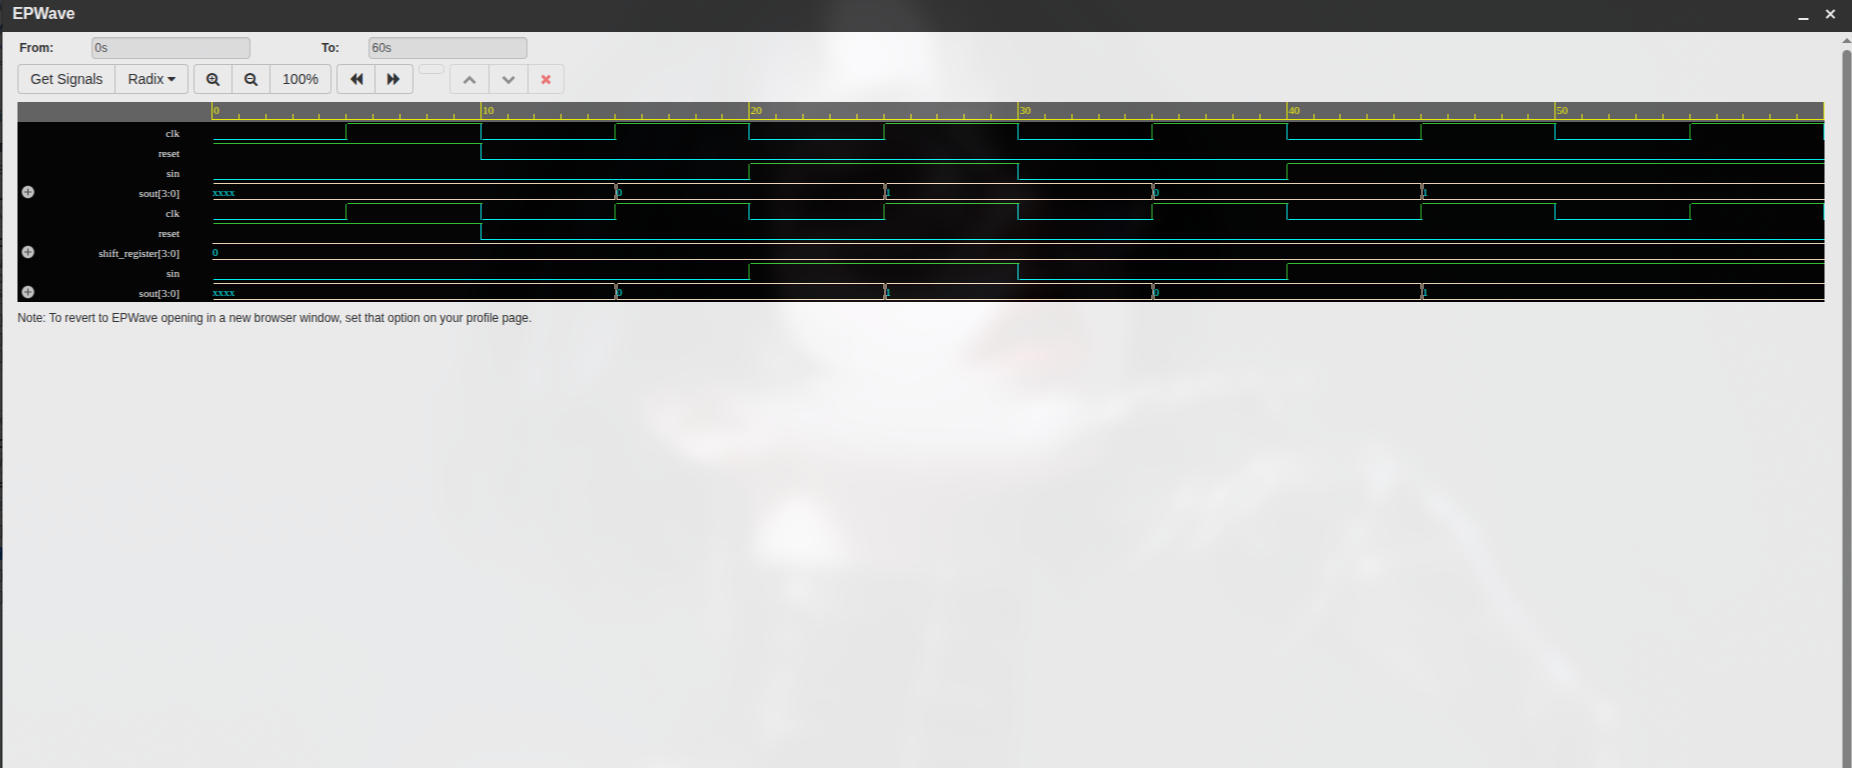 EPWave
From: 0s To: 60s
Get Signals Radix 100%
0 10 20 30 40 50
clk
reset
sin
sout[3:0] xxxx 0 1 0 1
clk
reset
shift_register[3:0] 0
sin
sout[3:0] xxxx 0 1 0 1
Note: To revert to EPWave opening in a new browser window, set that option on your profile page.